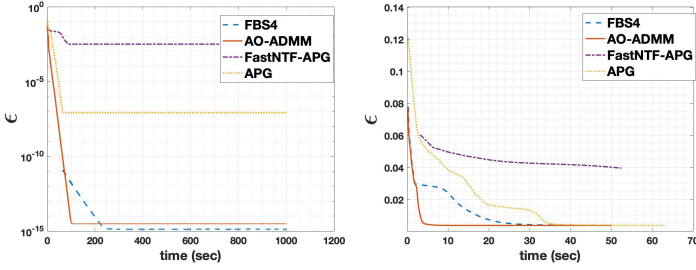 10^0
10^-5
10^-10
10^-15
ϵ
0 200 400 600 800 1000 1200
time (sec)
FBS4
AO-ADMM
FastNTF-APG
APG
0.14
0.12
0.1
0.08
0.06
0.04
0.02
ϵ
0 10 20 30 40 50 60 70
time (sec)
FBS4
AO-ADMM
FastNTF-APG
APG